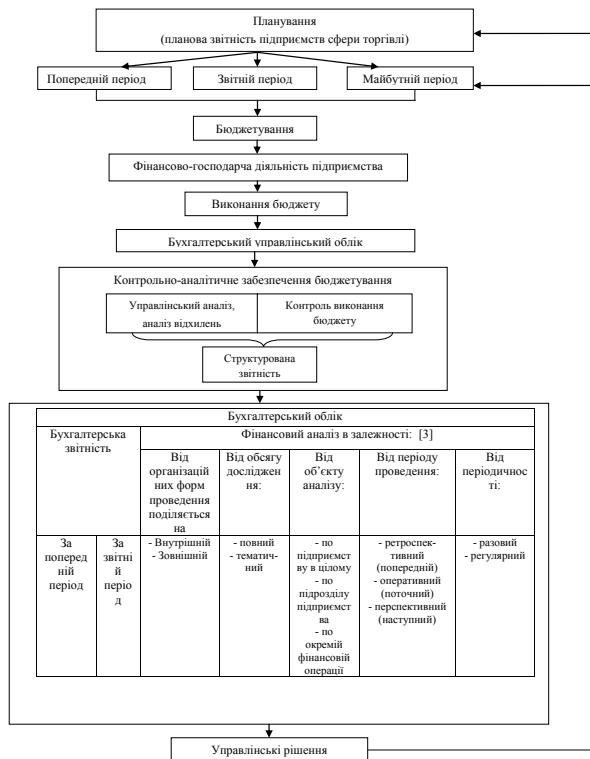 Планування
(планова звітність підприємств сфери торгівлі)
Попередній період
Звітній період
Майбутній період
Бюджетування
Фінансово-господарча діяльність підприємства
Виконання бюджету
Бухгалтерський управлінський облік
Контрольно-аналітичне забезпечення бюджетування
Управлінський аналіз,
аналіз відхилень
Контроль виконання
бюджету
Структурована
звітність
Бухгалтерський облік
Бухгалтерська
звітність
Фінансовий аналіз в залежності: [3]
Від
організацій
них форм
проведення
поділяється
на
Від обсягу
дослiджен
ня:
Від
об’єкту
аналізу:
Від періоду
проведення:
Від
періодичнос
ті:
За
поперед
ній
період
За
звітні
й
періо
д
- Внутрішній
- Зовнішній
- повний
- тематич-
ний
- по
підприємст
ву в цілому
- по
підрозділу
підприємст
ва
- по
окремій
фінансовій
операції
- ретроспек-
тивний
(попередній)
- оперативний
(поточний)
- перспективний
(наступний)
- разовий
- регулярний
Управлінські рішення